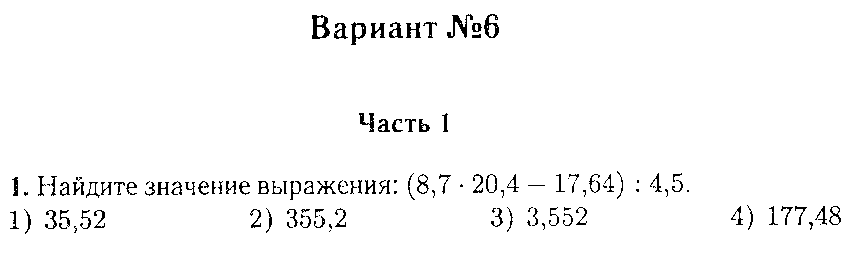 Вариант №6
Часть 1
1. Найдите значение выражения: (8,7 · 20,4 − 17,64) : 4,5.
1) 35,52 2) 355,2 3) 3,552 4) 177,48